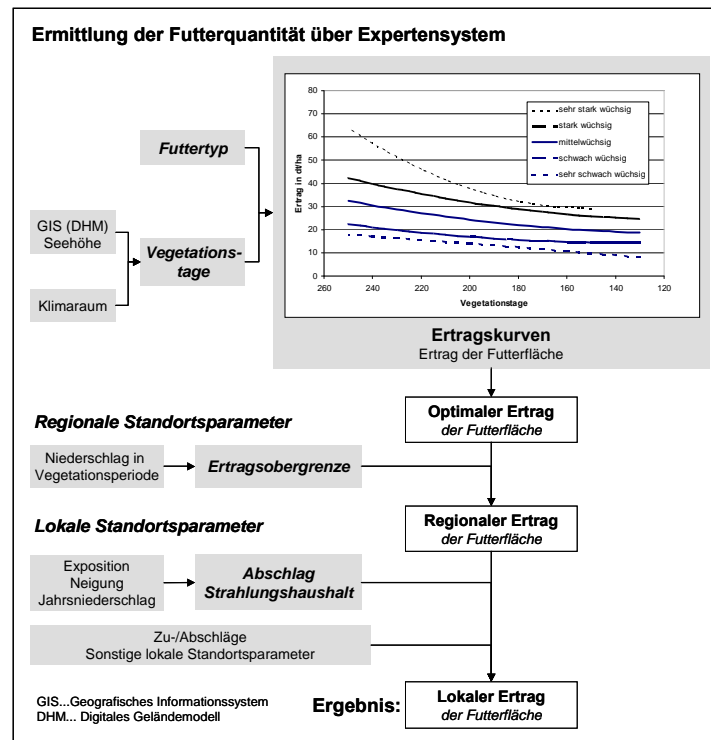 Ermittlung der Futterquantität über Expertensystem
Futtertyp
GIS (DHM)
Seehöhe
Vegetations-
tage
Klimaraum
Ertrag in dt/ha
80
70
60
50
40
30
20
10
0
260
240
220
200
180
160
140
120
Vegetationstage
sehr stark wüchsig
stark wüchsig
mittelwüchsig
schwach wüchsig
sehr schwach wüchsig
Ertragskurven
Ertrag der Futterfläche
Optimaler Ertrag
der Futterfläche
Regionale Standortsparameter
Niederschlag in
Vegetationsperiode
Ertragsobergrenze
Regionaler Ertrag
der Futterfläche
Lokale Standortsparameter
Exposition
Neigung
Jahrsniederschlag
Abschlag
Strahlungshaushalt
Zu-/Abschläge
Sonstige lokale Standortsparameter
GIS...Geografisches Informationssystem
DHM... Digitales Geländemodell
Ergebnis:
Lokaler Ertrag
der Futterfläche